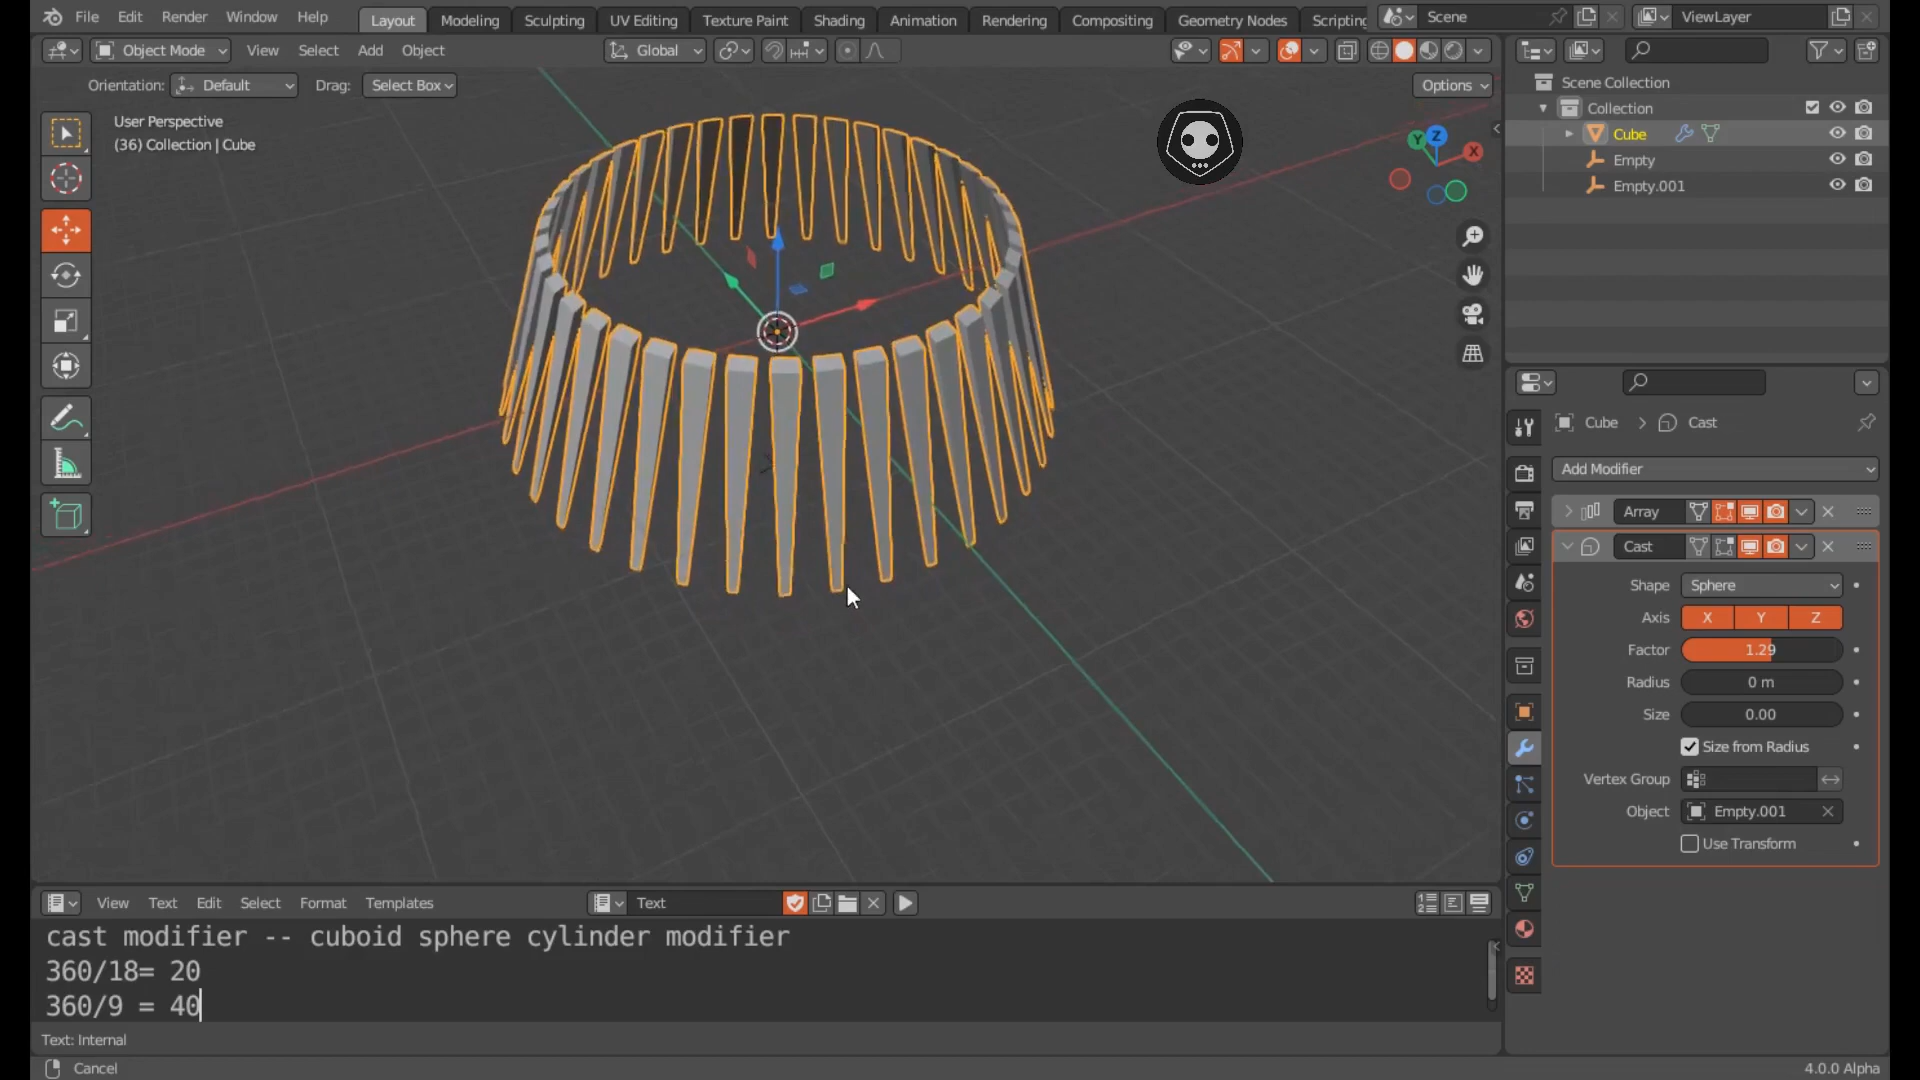 File Edit Render Window Help Layout Modeling Sculpting UV Editing Texture Paint Shading Animation Rendering Compositing Geometry Nodes Scripting Scene ViewLayer
Object Mode View Select Add Object Global
Orientation: Default Drag: Select Box Options
User Perspective
(36) Collection | Cube
Z
Y
X
Scene Collection
Collection
Cube
Empty
Empty.001
Cube > Cast
Add Modifier
Array
Cast
Shape Sphere
Axis X Y Z
Factor 1.29
Radius 0 m
Size 0.00
Size from Radius
Vertex Group
Object Empty.001
Use Transform
View Text Edit Select Format Templates Text
cast modifier -- cuboid sphere cylinder modifier
360/18= 20
360/9 = 40
Text: Internal
Cancel 4.0.0 Alpha